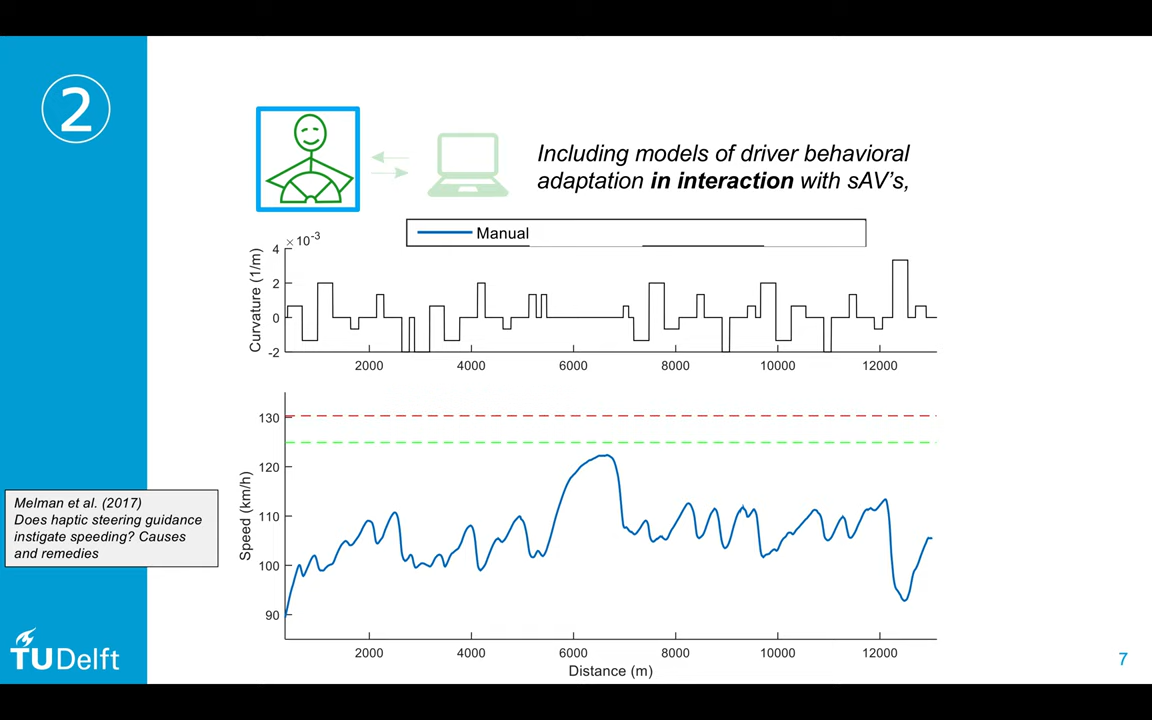 2
Including models of driver behavioral
adaptation in interaction with sAV's,
Manual
×10-3
4
2
0
-2
Curvature (1/m)
2000 4000 6000 8000 10000 12000
130
120
110
100
90
Speed (km/h)
2000 4000 6000 8000 10000 12000
Distance (m)
Melman et al. (2017)
Does haptic steering guidance
instigate speeding? Causes
and remedies
TUDelft
7